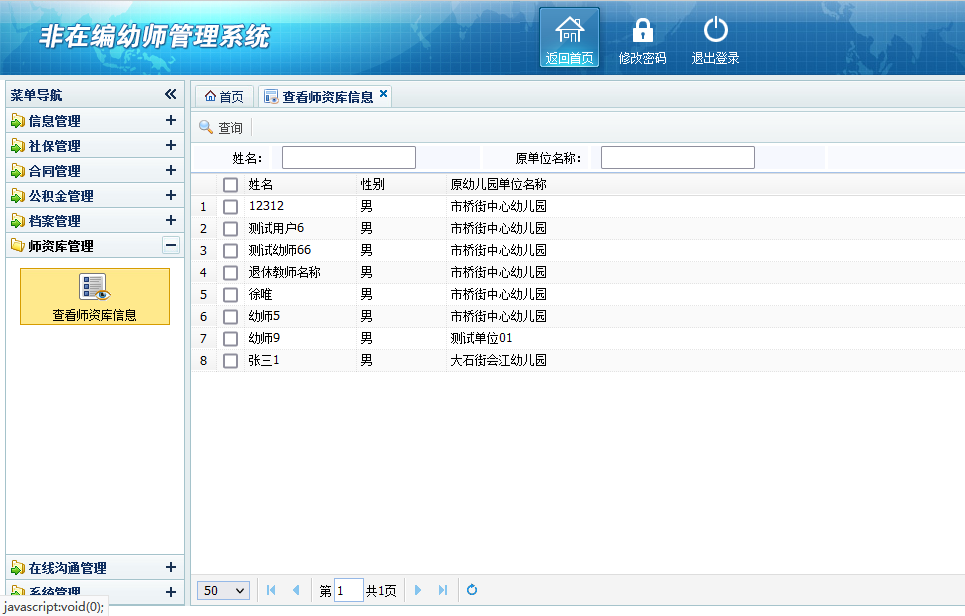 非在编幼师管理系统
返回首页 修改密码 退出登录
菜单导航
信息管理
社保管理
合同管理
公积金管理
档案管理
师资库管理
查看师资库信息
在线沟通管理
系统管理
javascript:void(0);
首页 查看师资库信息
查询
姓名: 原单位名称:
姓名 性别 原幼儿园单位名称
1 12312 男 市桥街中心幼儿园
2 测试用户6 男 市桥街中心幼儿园
3 测试幼师66 男 市桥街中心幼儿园
4 退休教师名称 男 市桥街中心幼儿园
5 徐唯 男 市桥街中心幼儿园
6 幼师5 男 市桥街中心幼儿园
7 幼师9 男 测试单位01
8 张三1 男 大石街会江幼儿园
50 第 1 共1页